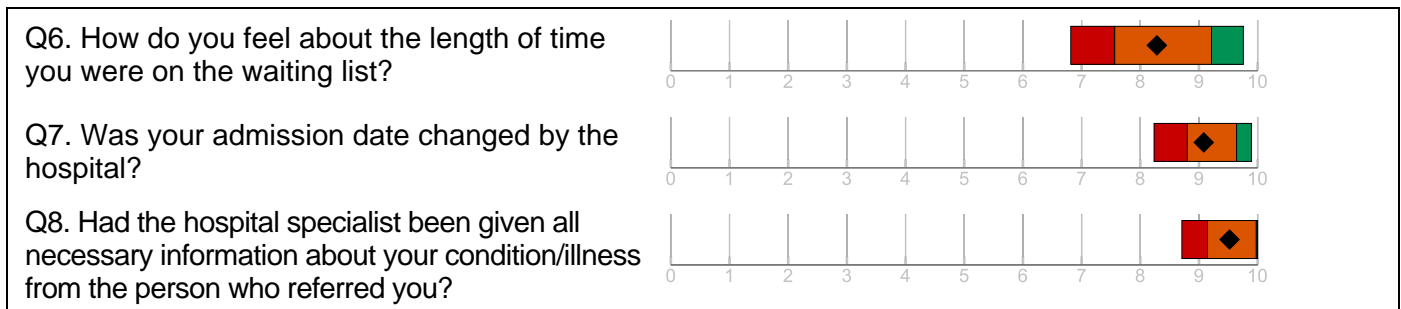 Q6. How do you feel about the length of time
you were on the waiting list?
0 1 2 3 4 5 6 7 8 9 10
Q7. Was your admission date changed by the
hospital?
0 1 2 3 4 5 6 7 8 9 10
Q8. Had the hospital specialist been given all
necessary information about your condition/illness
from the person who referred you?
0 1 2 3 4 5 6 7 8 9 10